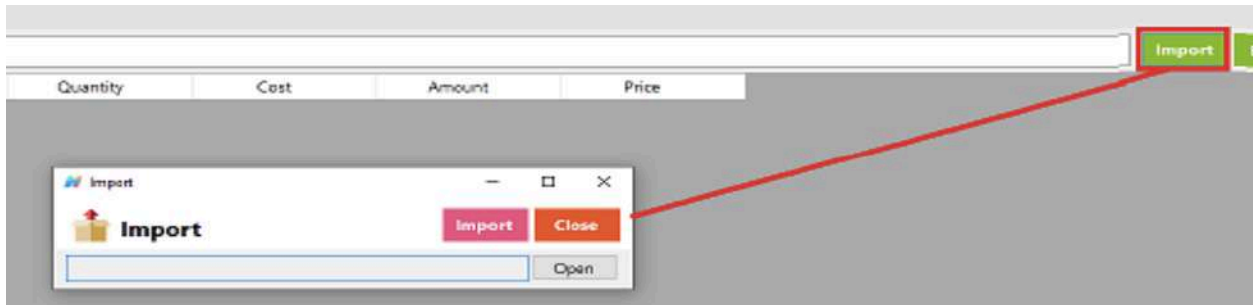 Import
Quantity Cost Amount Price
Import
Import Import Close
Open